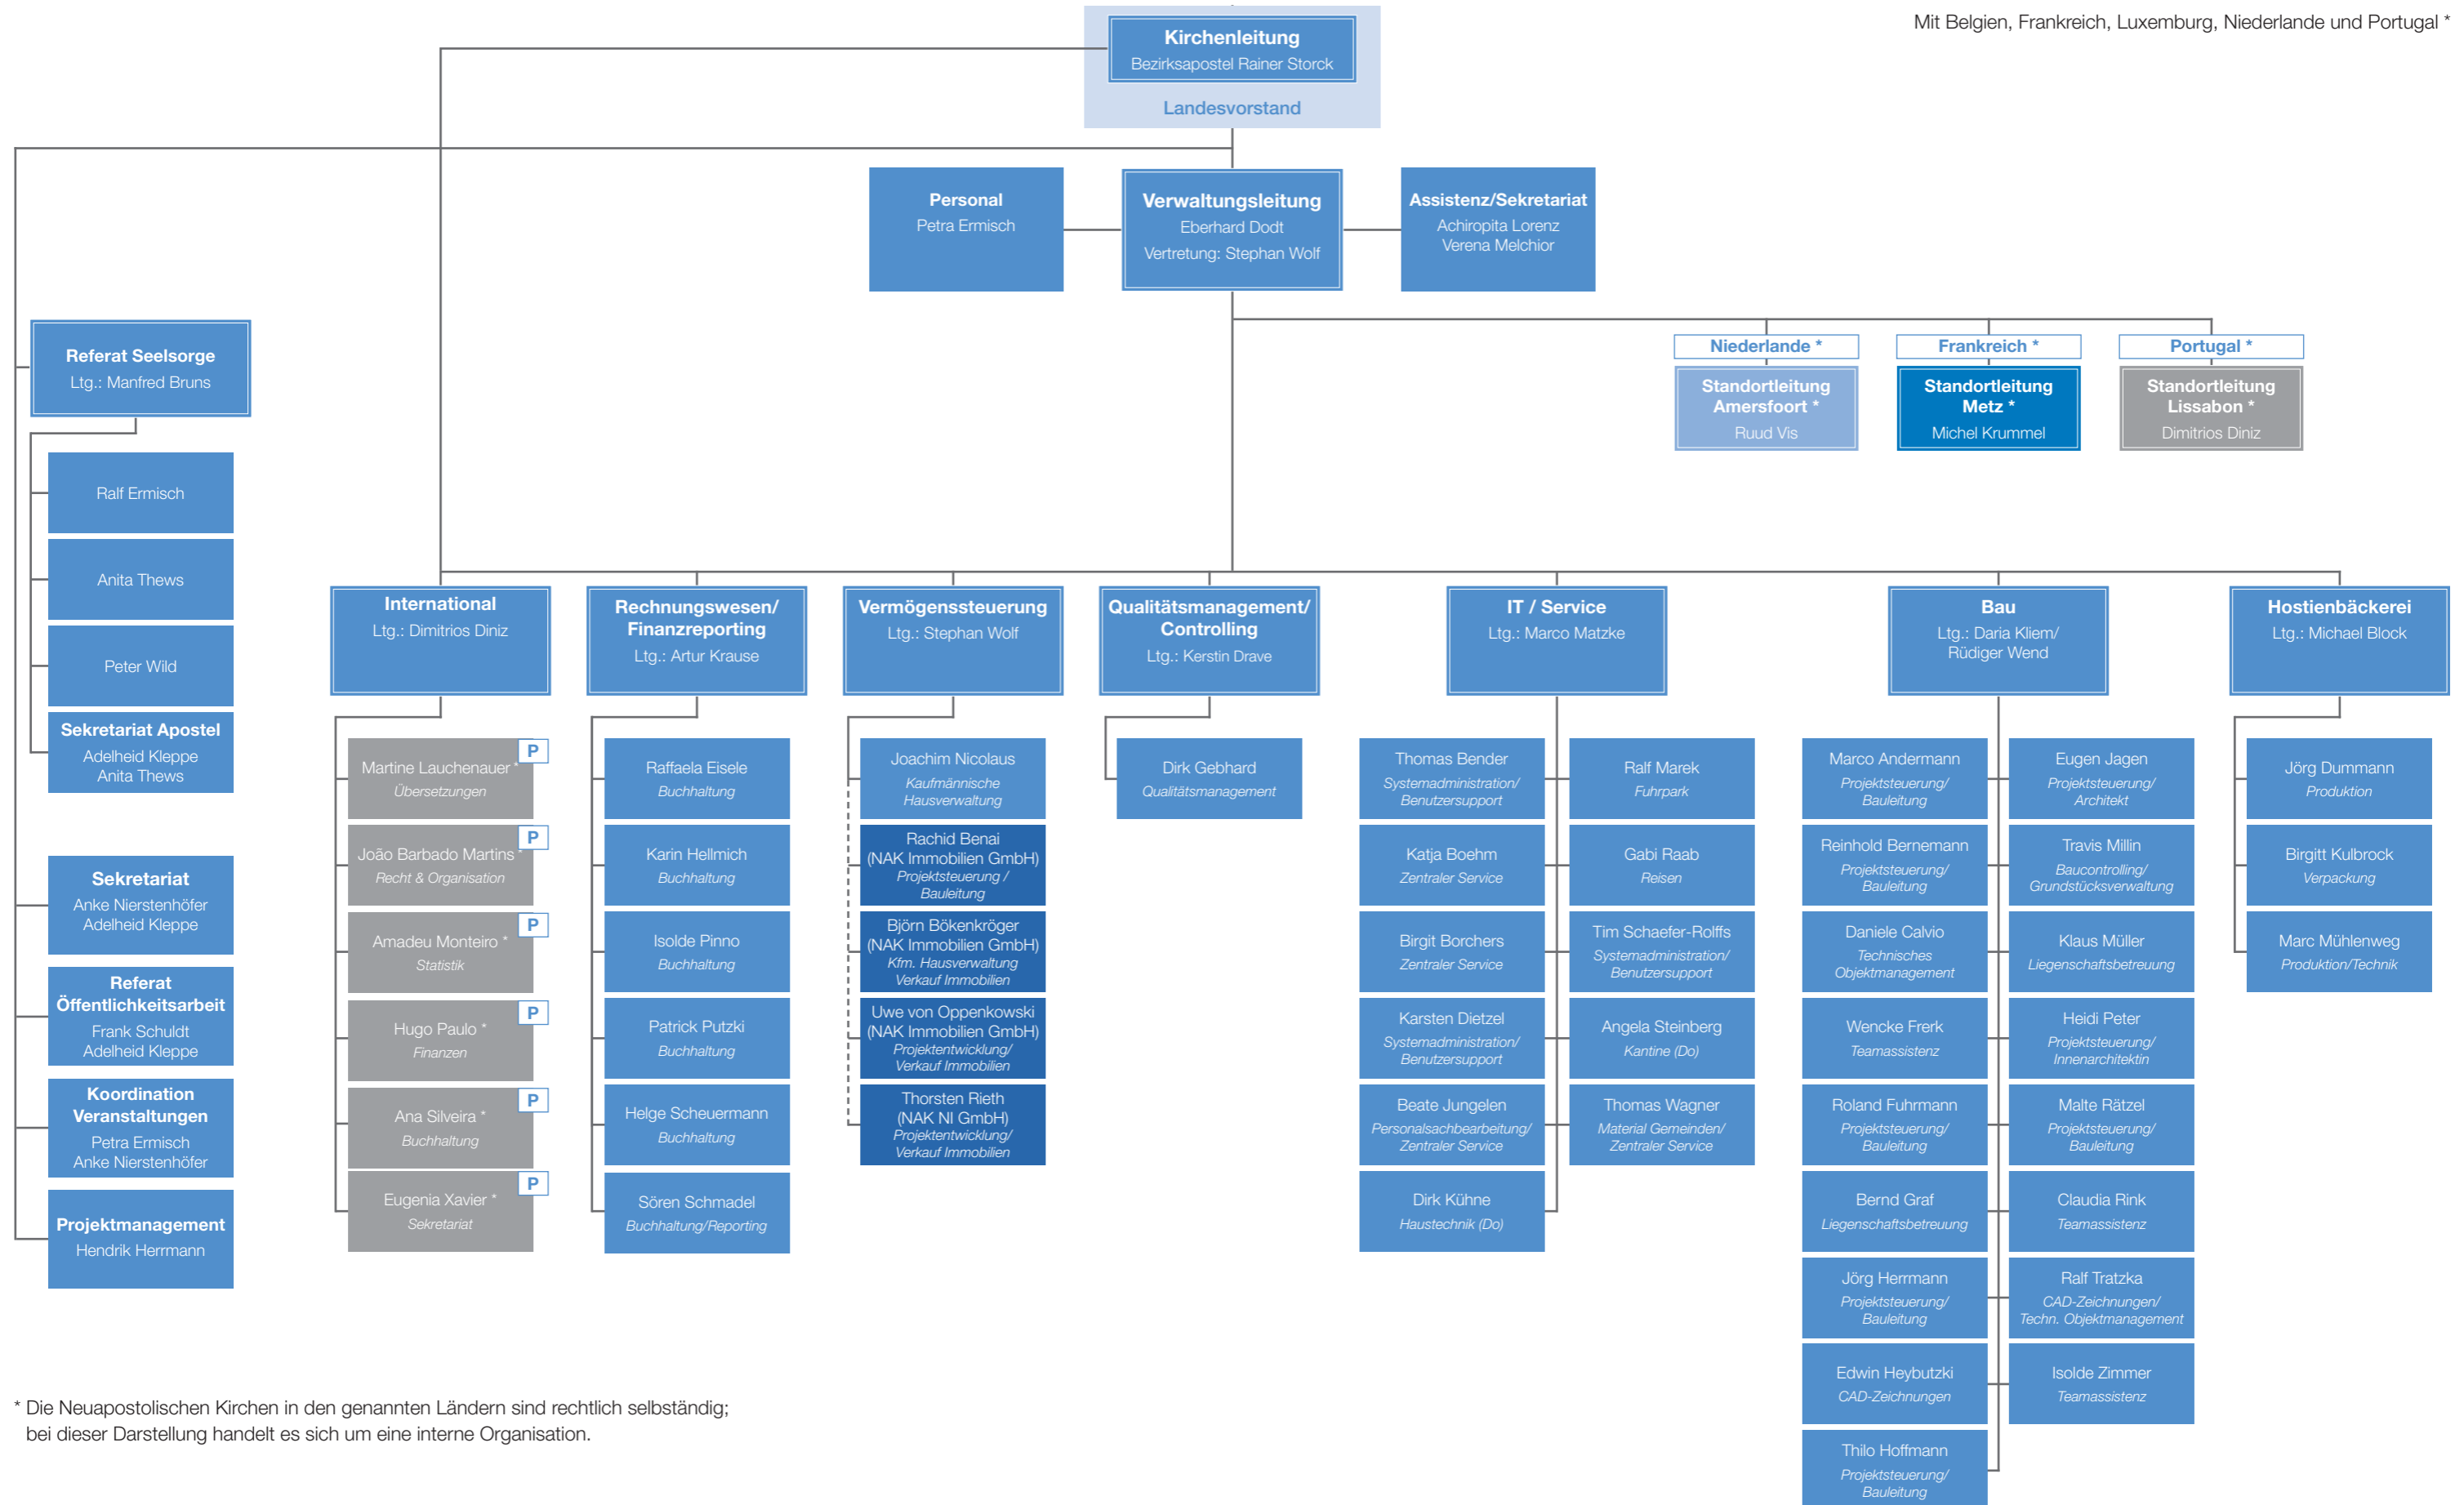 Mit Belgien, Frankreich, Luxemburg, Niederlande und Portugal *
Kirchenleitung
Bezirksapostel Rainer Storck
Landesvorstand
Personal
Petra Ermisch
Verwaltungsleitung
Eberhard Dodt
Vertretung: Stephan Wolf
Assistenz/Sekretariat
Achiropita Lorenz
Verena Melchior
Niederlande *
Standortleitung
Amersfoort *
Ruud Vis
Frankreich *
Standortleitung
Metz *
Michel Krummel
Portugal *
Standortleitung
Lissabon *
Dimitrios Diniz
Referat Seelsorge
Ltg.: Manfred Bruns
Ralf Ermisch
Anita Thews
Peter Wild
Sekretariat Apostel
Adelheid Kleppe
Anita Thews
Sekretariat
Anke Nierstenhöfer
Adelheid Kleppe
Referat
Öffentlichkeitsarbeit
Frank Schuldt
Adelheid Kleppe
Koordination
Veranstaltungen
Petra Ermisch
Anke Nierstenhöfer
Projektmanagement
Hendrik Herrmann
International
Ltg.: Dimitrios Diniz
P
Martine Lauchenauer *
Übersetzungen
P
João Barbado Martins *
Recht & Organisation
P
Amadeu Monteiro *
Statistik
P
Hugo Paulo *
Finanzen
P
Ana Silveira *
Buchhaltung
P
Eugenia Xavier *
Sekretariat
Rechnungswesen/
Finanzreporting
Ltg.: Artur Krause
Raffaela Eisele
Buchhaltung
Karin Hellmich
Buchhaltung
Isolde Pinno
Buchhaltung
Patrick Putzki
Buchhaltung
Helge Scheuermann
Buchhaltung
Sören Schmadel
Buchhaltung/Reporting
Vermögenssteuerung
Ltg.: Stephan Wolf
Joachim Nicolaus
Kaufmännische
Hausverwaltung
Rachid Benai
(NAK Immobilien GmbH)
Projektsteuerung /
Bauleitung
Björn Bökenkröger
(NAK Immobilien GmbH)
Kfm. Hausverwaltung
Verkauf Immobilien
Uwe von Oppenkowski
(NAK Immobilien GmbH)
Projektentwicklung/
Verkauf Immobilien
Thorsten Rieth
(NAK NI GmbH)
Projektentwicklung/
Verkauf Immobilien
Qualitätsmanagement/
Controlling
Ltg.: Kerstin Drave
Dirk Gebhard
Qualitätsmanagement
IT / Service
Ltg.: Marco Matzke
Thomas Bender
Systemadministration/
Benutzersupport
Katja Boehm
Zentraler Service
Birgit Borchers
Zentraler Service
Karsten Dietzel
Systemadministration/
Benutzersupport
Beate Jungelen
Personalsachbearbeitung/
Zentraler Service
Dirk Kühne
Haustechnik (Do)
Ralf Marek
Fuhrpark
Gabi Raab
Reisen
Tim Schaefer-Rolffs
Systemadministration/
Benutzersupport
Angela Steinberg
Kantine (Do)
Thomas Wagner
Material Gemeinden/
Zentraler Service
Bau
Ltg.: Daria Kliem/
Rüdiger Wend
Marco Andermann
Projektsteuerung/
Bauleitung
Reinhold Bernemann
Projektsteuerung/
Bauleitung
Daniele Calvio
Technisches
Objektmanagement
Wencke Frerk
Teamassistenz
Roland Fuhrmann
Projektsteuerung/
Bauleitung
Bernd Graf
Liegenschaftsbetreuung
Jörg Herrmann
Projektsteuerung/
Bauleitung
Edwin Heybutzki
CAD-Zeichnungen
Thilo Hoffmann
Projektsteuerung/
Bauleitung
Eugen Jagen
Projektsteuerung/
Architekt
Travis Millin
Baucontrolling/
Grundstücksverwaltung
Klaus Müller
Liegenschaftsbetreuung
Heidi Peter
Projektsteuerung/
Innenarchitektin
Malte Rätzel
Projektsteuerung/
Bauleitung
Claudia Rink
Teamassistenz
Ralf Tratzka
CAD-Zeichnungen/
Techn. Objektmanagement
Isolde Zimmer
Teamassistenz
Hostienbäckerei
Ltg.: Michael Block
Jörg Dummann
Produktion
Birgitt Kulbrock
Verpackung
Marc Mühlenweg
Produktion/Technik
* Die Neuapostolischen Kirchen in den genannten Ländern sind rechtlich selbständig;
bei dieser Darstellung handelt es sich um eine interne Organisation.